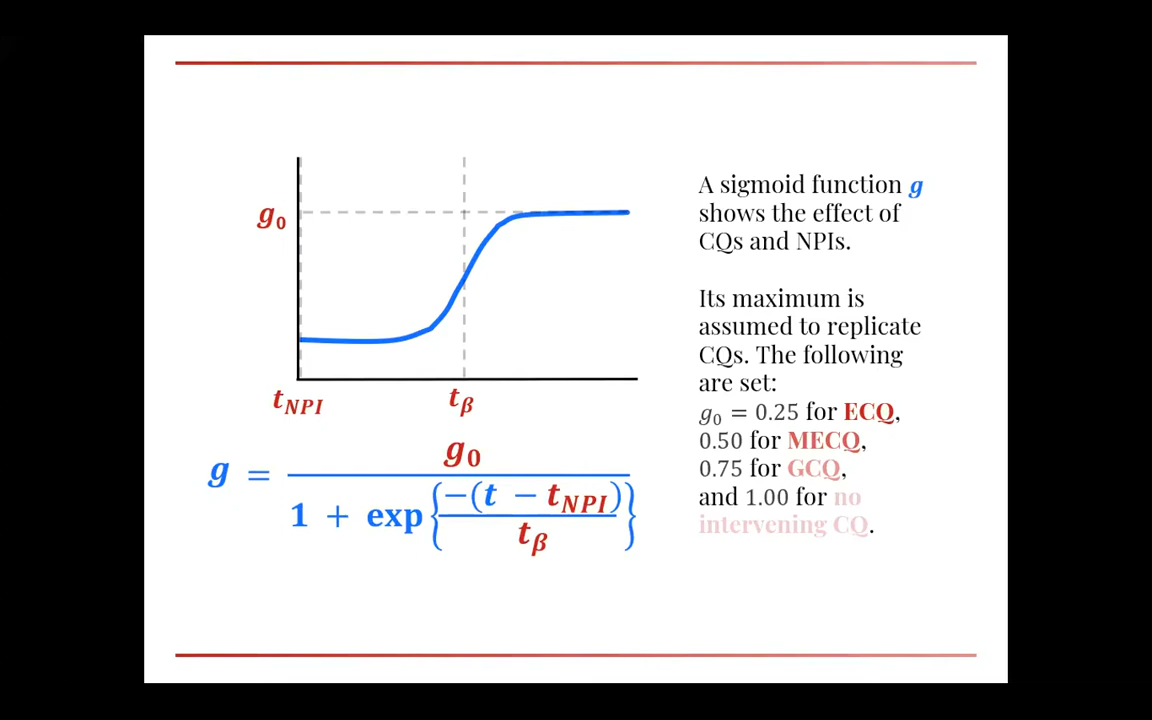 g₀
t_NPI
t_β
g = g₀ / (1 + exp{−(t − t_NPI) / t_β})
A sigmoid function g
shows the effect of
CQs and NPIs.
Its maximum is
assumed to replicate
CQs. The following
are set:
g₀ = 0.25 for ECQ,
0.50 for MECQ,
0.75 for GCQ,
and 1.00 for no
intervening CQ.